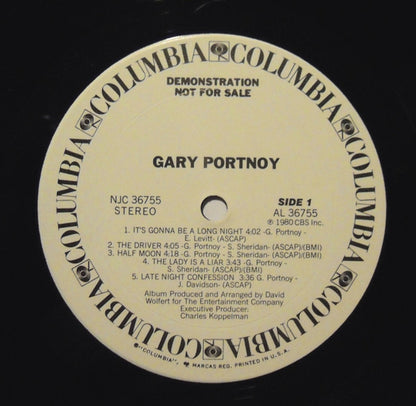 COLUMBIA COLUMBIA COLUMBIA COLUMBIA COLUMBIA COLUMBIA
DEMONSTRATION
NOT FOR SALE
GARY PORTNOY
NJC 36755
STEREO
SIDE 1
AL 36755
℗ 1980 CBS Inc.
1. IT'S GONNA BE A LONG NIGHT 4:02 -G. Portnoy -
E. Levitt- (ASCAP)
2. THE DRIVER 4:05 -G. Portnoy - S. Sheridan- (ASCAP)/(BMI)
3. HALF MOON 4:18 -G. Portnoy - S. Sheridan- (ASCAP)/(BMI)
4. THE LADY IS A LIAR 3.43 -G. Portnoy -
S. Sheridan- (ASCAP)/(BMI)
5. LATE NIGHT CONFESSION 3.36 G. Portnoy -
J. Davidson- (ASCAP)
Album Produced and Arranged by David
Wolfert for The Entertainment Company
Executive Producer:
Charles Koppelman
"COLUMBIA", MARCAS REG. PRINTED IN U.S.A.